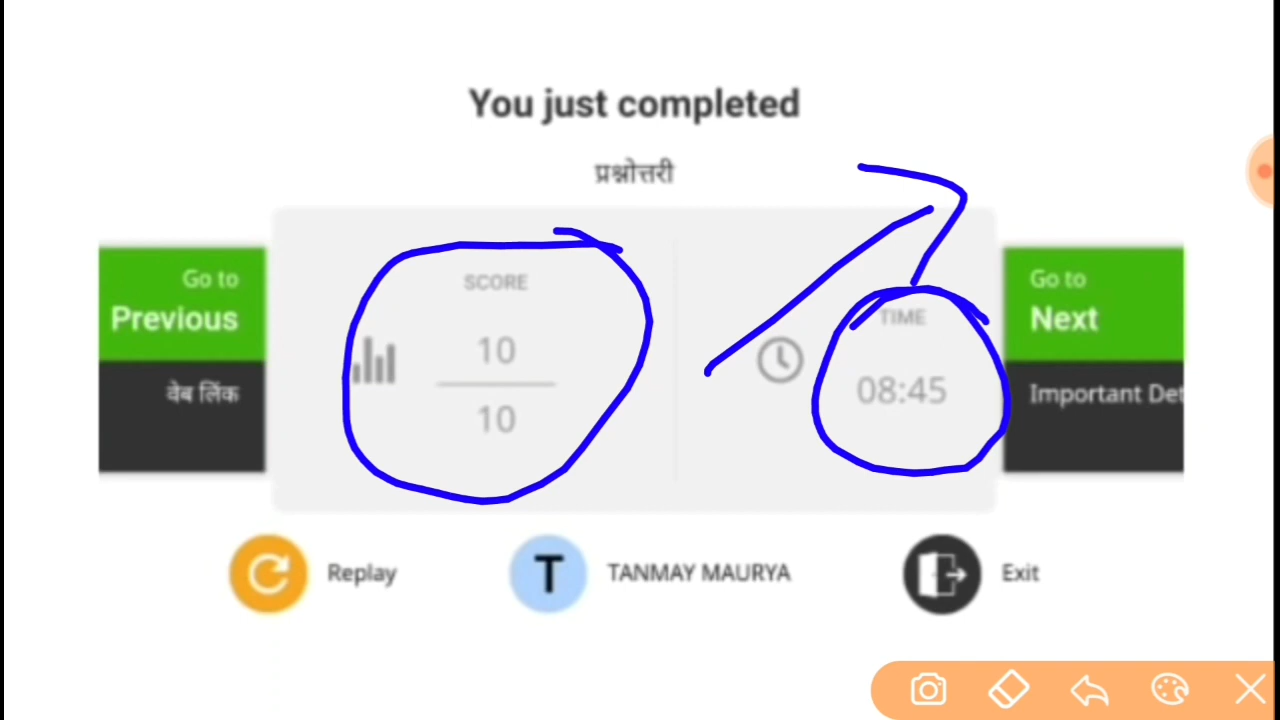 You just completed
प्रश्नोत्तरी
Go to
Previous
वेब लिंक
SCORE
10
10
TIME
08:45
Go to
Next
Important Det
Replay
T
TANMAY MAURYA
Exit